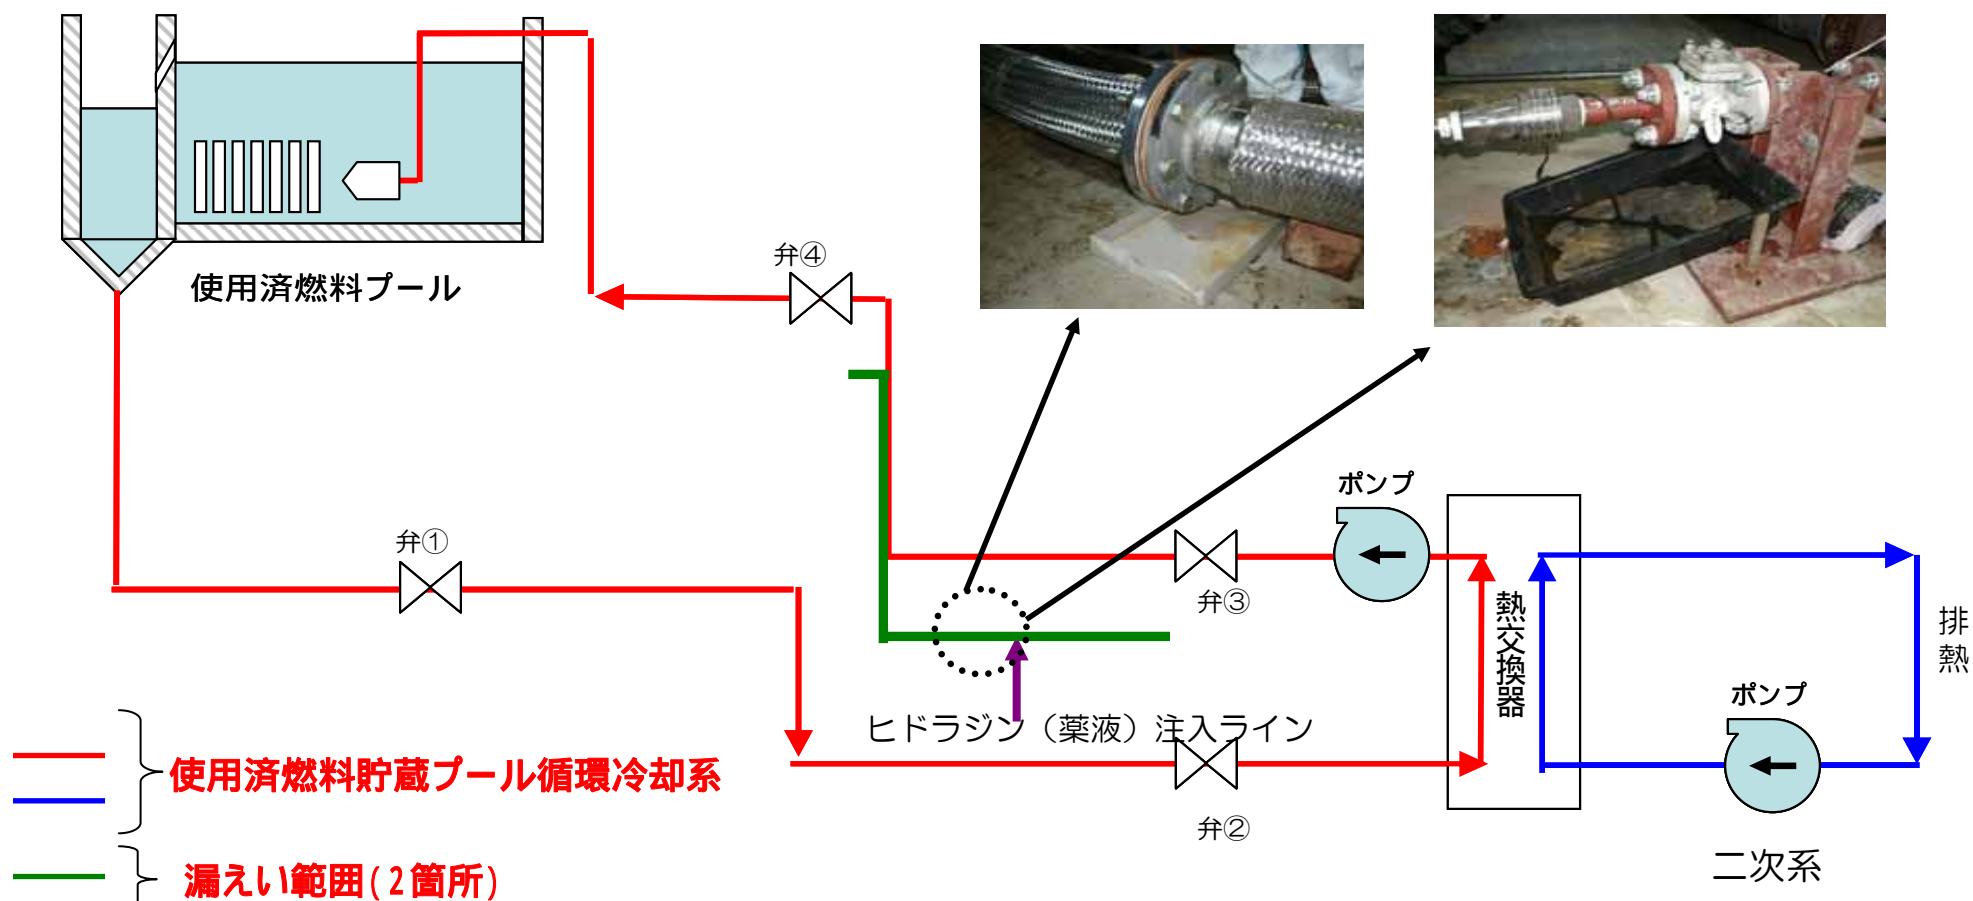 使用済燃料プール
弁④
弁①
ポンプ
弁③
熱交換器
排熱
ポンプ
ヒドラジン（薬液）注入ライン
弁②
二次系
使用済燃料貯蔵プール循環冷却系
漏えい範囲(2箇所)